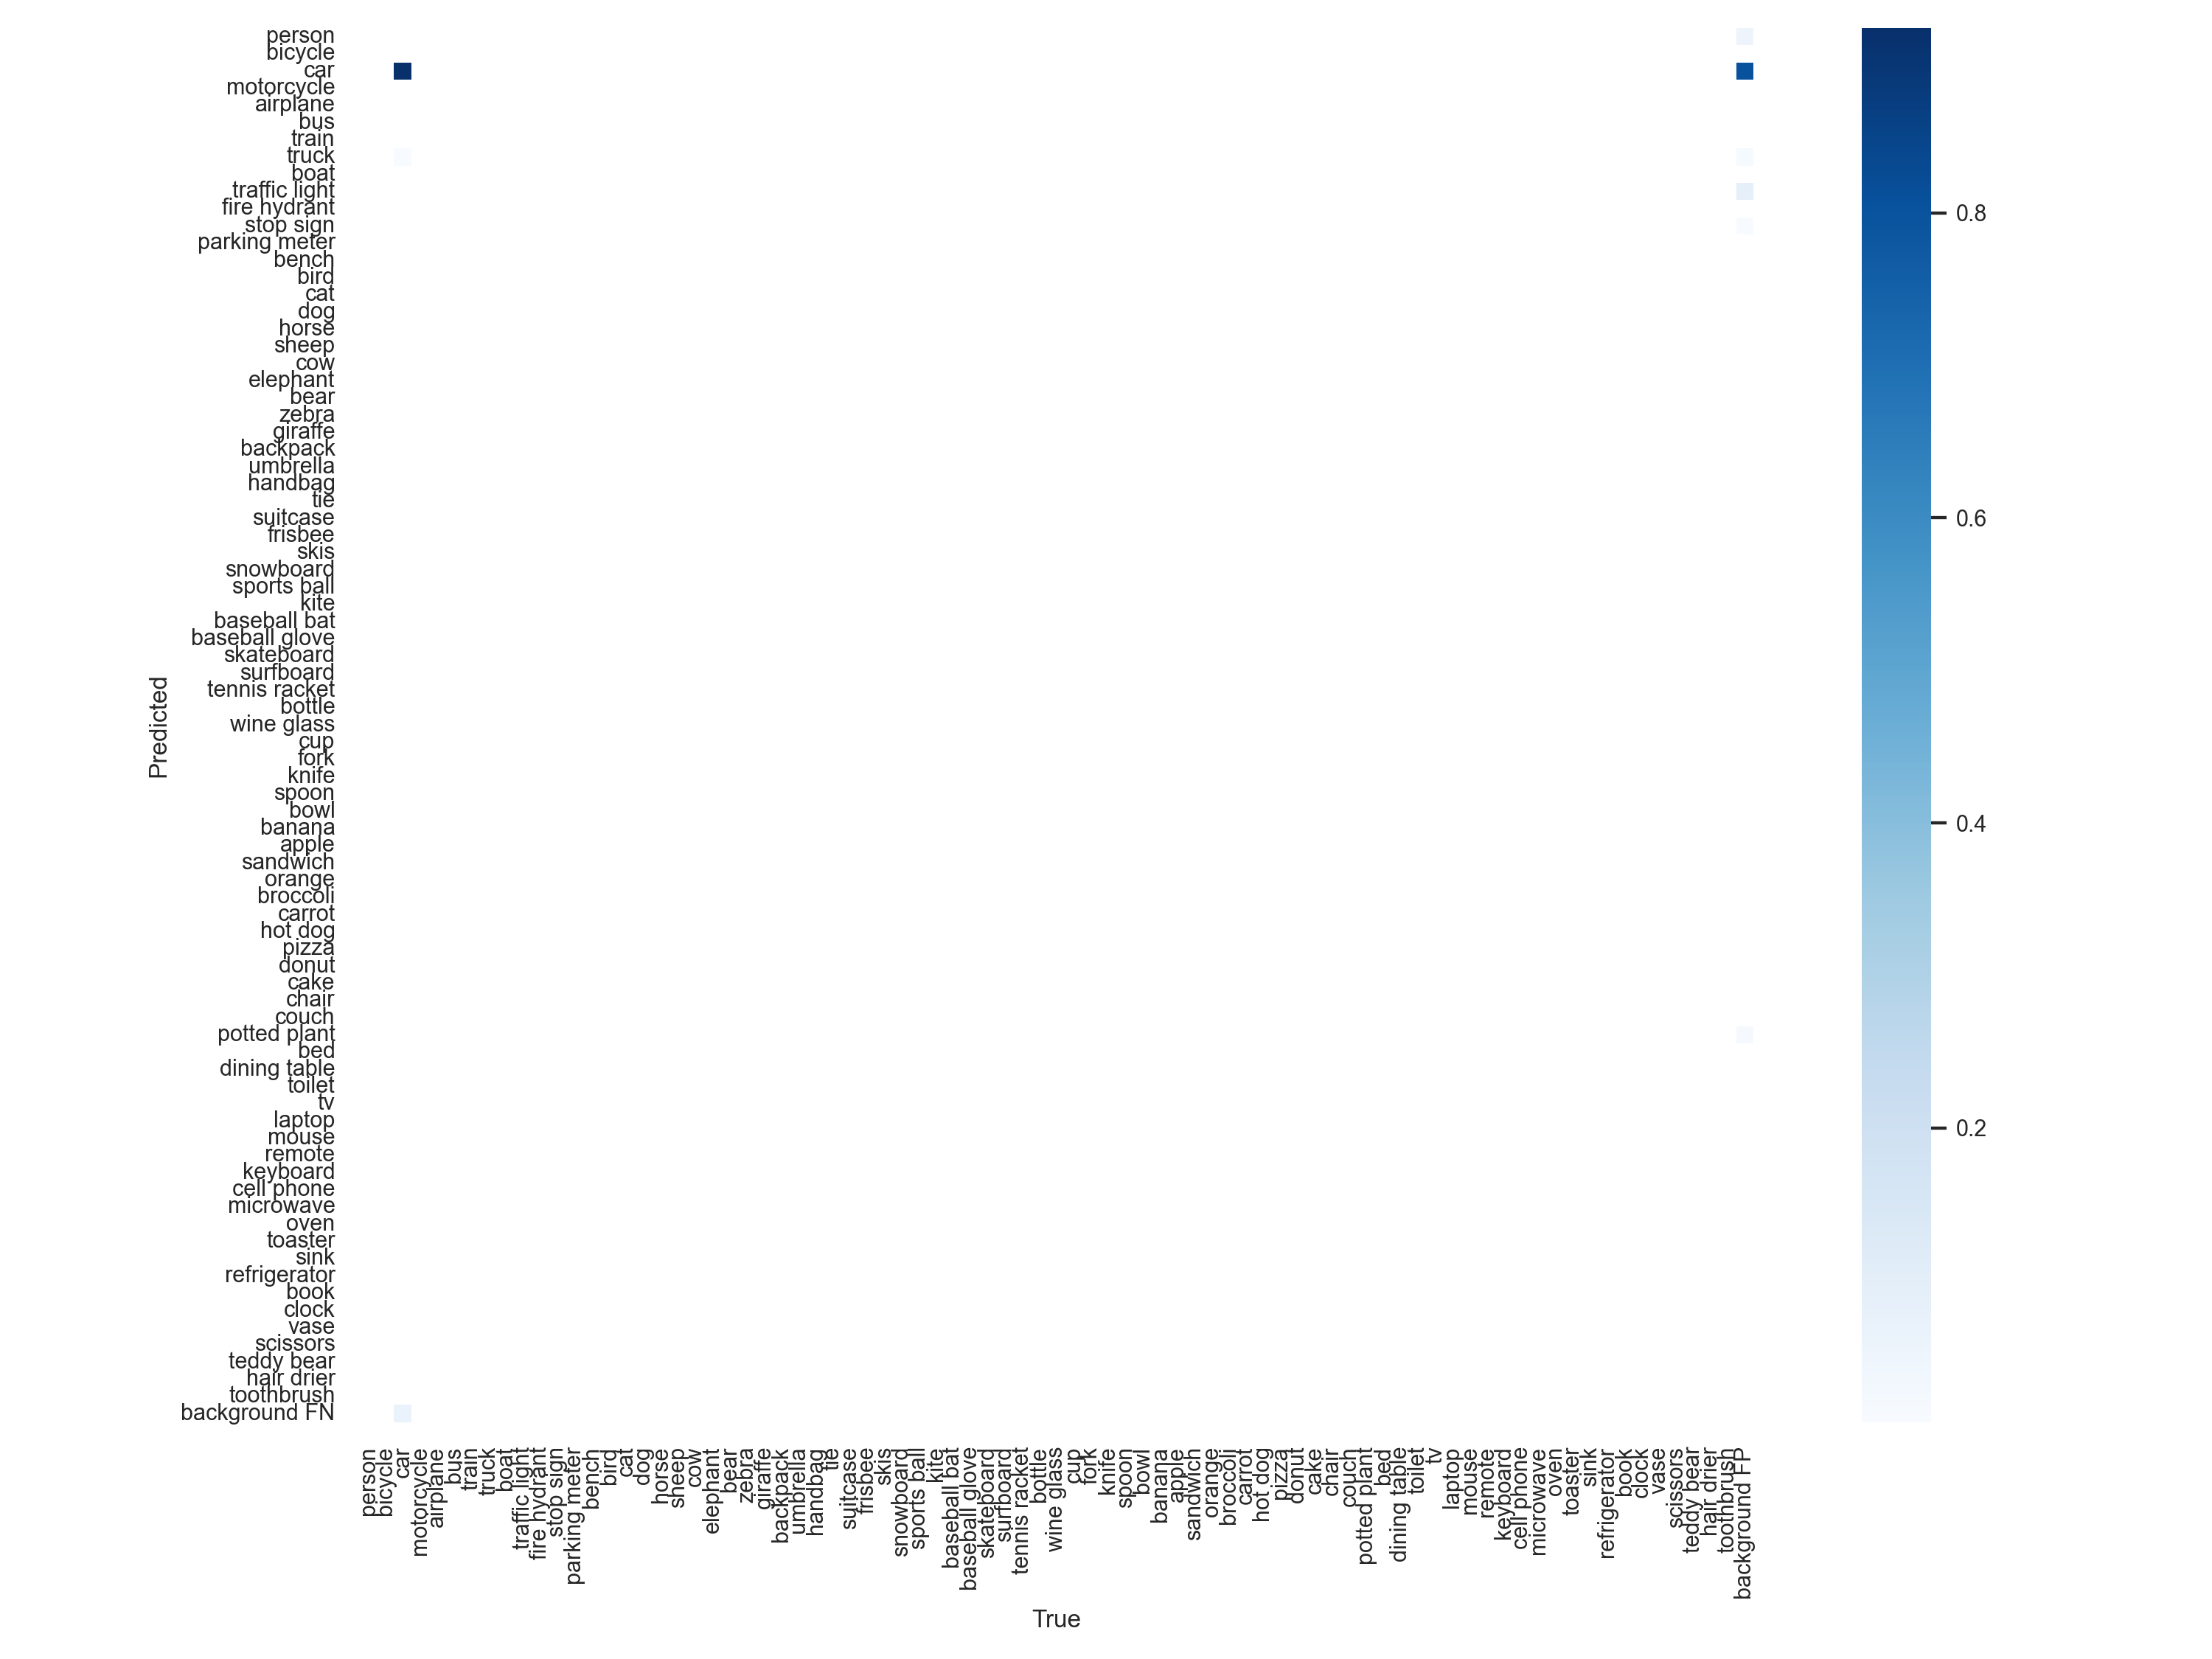 person
bicycle
car
motorcycle
airplane
bus
train
truck
boat
traffic light
fire hydrant
stop sign
parking meter
bench
bird
cat
dog
horse
sheep
cow
elephant
bear
zebra
giraffe
backpack
umbrella
handbag
tie
suitcase
frisbee
skis
snowboard
sports ball
kite
baseball bat
baseball glove
skateboard
surfboard
tennis racket
bottle
wine glass
cup
fork
knife
spoon
bowl
banana
apple
sandwich
orange
broccoli
carrot
hot dog
pizza
donut
cake
chair
couch
potted plant
bed
dining table
toilet
tv
laptop
mouse
remote
keyboard
cell phone
microwave
oven
toaster
sink
refrigerator
book
clock
vase
scissors
teddy bear
hair drier
toothbrush
background FN
Predicted
person
bicycle
car
motorcycle
airplane
bus
train
truck
boat
traffic light
fire hydrant
stop sign
parking meter
bench
bird
cat
dog
horse
sheep
cow
elephant
bear
zebra
giraffe
backpack
umbrella
handbag
tie
suitcase
frisbee
skis
snowboard
sports ball
kite
baseball bat
baseball glove
skateboard
surfboard
tennis racket
bottle
wine glass
cup
fork
knife
spoon
bowl
banana
apple
sandwich
orange
broccoli
carrot
hot dog
pizza
donut
cake
chair
couch
potted plant
bed
dining table
toilet
tv
laptop
mouse
remote
keyboard
cell phone
microwave
oven
toaster
sink
refrigerator
book
clock
vase
scissors
teddy bear
hair drier
toothbrush
background FP
True
0.8
0.6
0.4
0.2